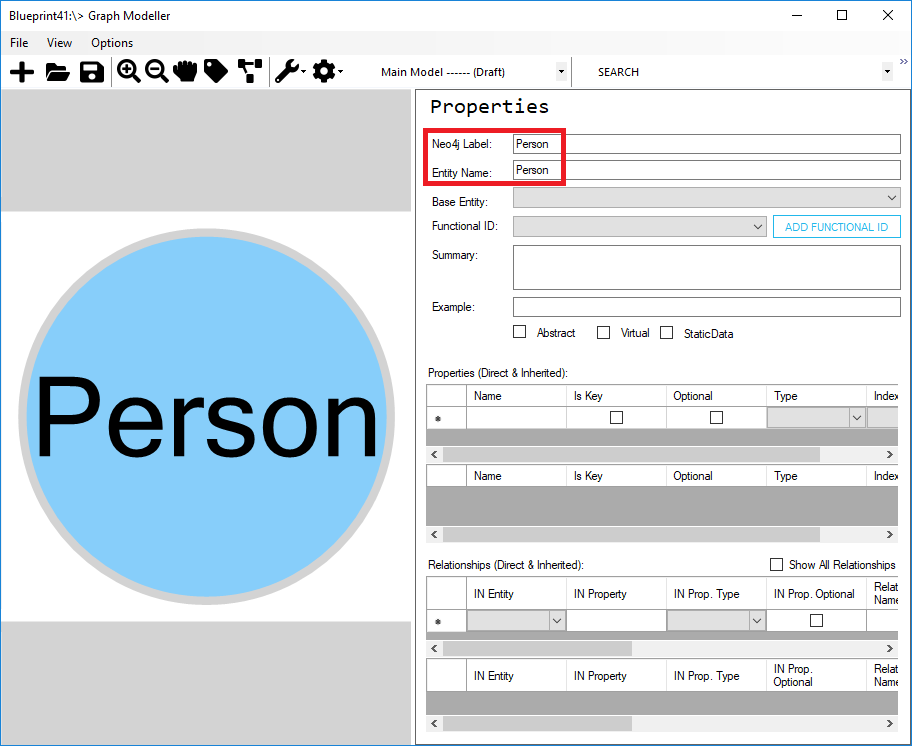 Blueprint41:\> Graph Modeller
File View Options
Main Model ------ (Draft) SEARCH
Properties
Neo4j Label: Person
Entity Name: Person
Base Entity:
Functional ID: ADD FUNCTIONAL ID
Summary:
Example:
Abstract Virtual StaticData
Person
Properties (Direct & Inherited):
Name Is Key Optional Type Index
Name Is Key Optional Type Index
Relationships (Direct & Inherited): Show All Relationships
IN Entity IN Property IN Prop. Type IN Prop. Optional Relat
Name
IN Entity IN Property IN Prop. Type IN Prop. Optional Relat
Name